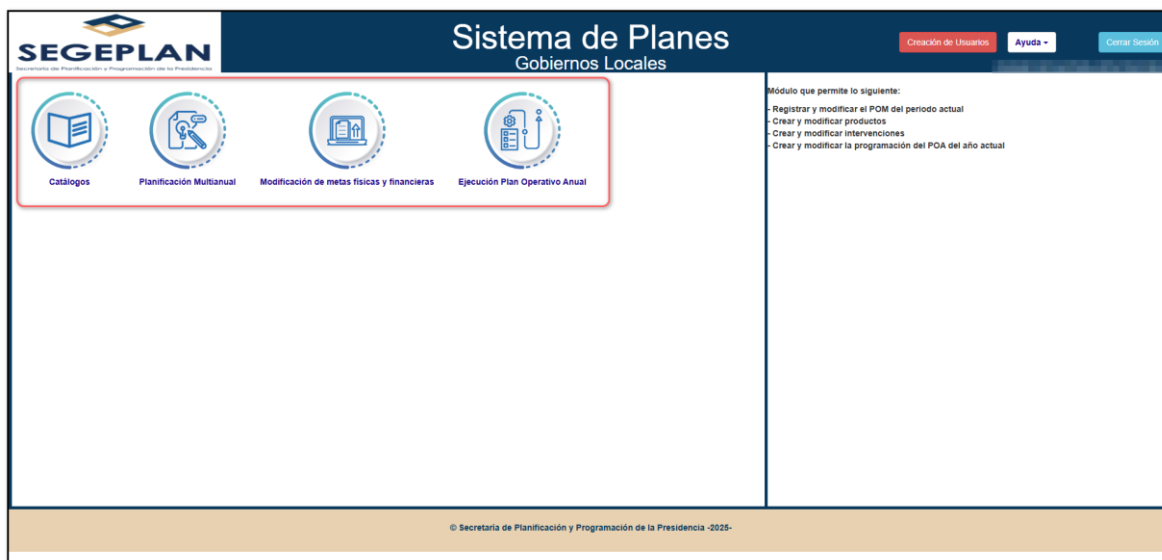 SEGEPLAN
Secretaría de Planificación y Programación de la Presidencia
Sistema de Planes
Gobiernos Locales
Creación de Usuarios
Ayuda
Cerrar Sesión
Catálogos
Planificación Multianual
Modificación de metas físicas y financieras
Ejecución Plan Operativo Anual
Módulo que permite lo siguiente:
- Registrar y modificar el POM del periodo actual
- Crear y modificar productos
- Crear y modificar intervenciones
- Crear y modificar la programación del POA del año actual
© Secretaría de Planificación y Programación de la Presidencia -2025-